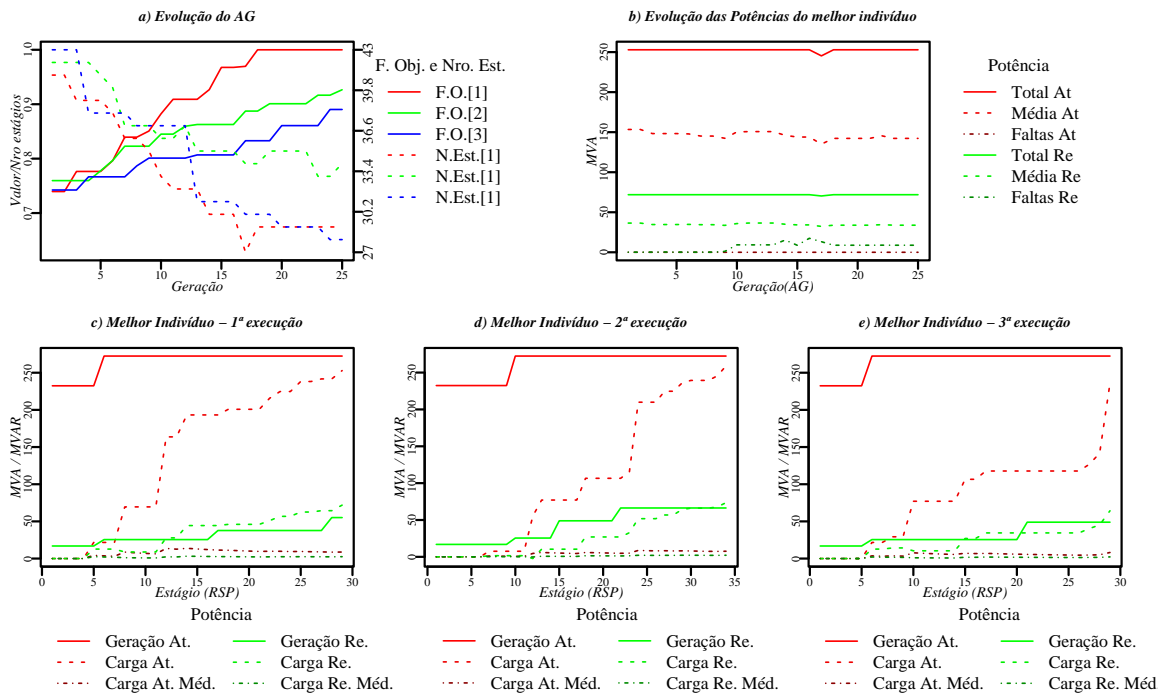 a) Evolução do AG
Valor/Nro estágios
1,0
0,9
0,8
0,7
43
39,8
36,6
33,4
30,2
27
5
10
15
20
25
Geração
F. Obj. e Nro. Est.
F.O.[1]
F.O.[2]
F.O.[3]
N.Est.[1]
N.Est.[1]
N.Est.[1]
b) Evolução das Potências do melhor indivíduo
MVA
250
200
150
100
50
0
5
10
15
20
25
Geração(AG)
Potência
Total At
Média At
Faltas At
Total Re
Média Re
Faltas Re
c) Melhor Indivíduo – 1ª execução
MVA / MVAR
250
200
150
100
50
0
0
5
10
15
20
25
30
Estágio (RSP)
Potência
Geração At.
Carga At.
Carga At. Méd.
Geração Re.
Carga Re.
Carga Re. Méd.
d) Melhor Indivíduo – 2ª execução
MVA / MVAR
250
200
150
100
50
0
0
5
10
15
20
25
30
35
Estágio (RSP)
Potência
Geração At.
Carga At.
Carga At. Méd.
Geração Re.
Carga Re.
Carga Re. Méd.
e) Melhor Indivíduo – 3ª execução
MVA / MVAR
250
200
150
100
50
0
0
5
10
15
20
25
30
Estágio (RSP)
Potência
Geração At.
Carga At.
Carga At. Méd.
Geração Re.
Carga Re.
Carga Re. Méd